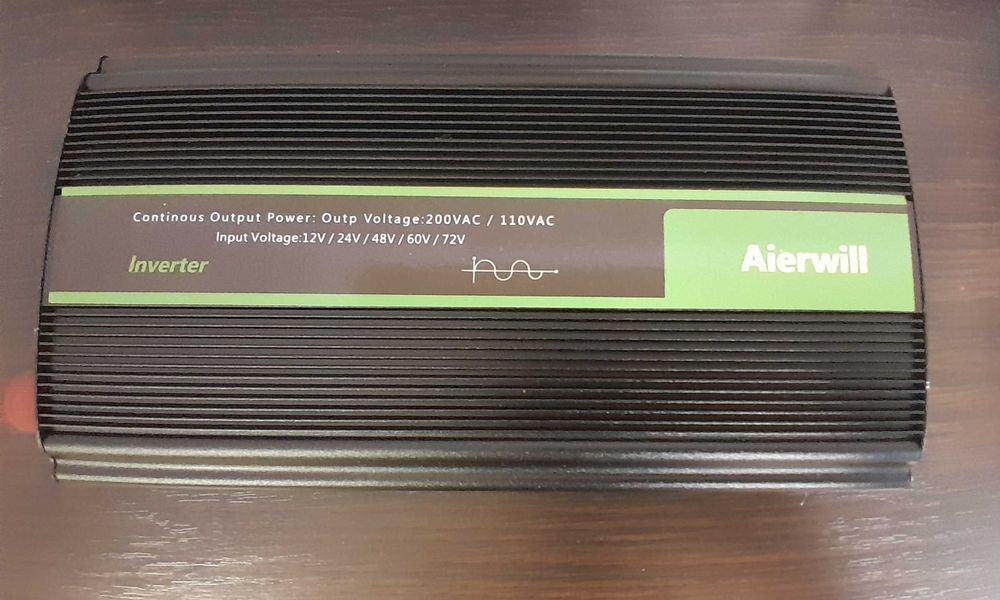 Continous Output Power: Outp Voltage:200VAC / 110VAC
Input Voltage:12V / 24V / 48V / 60V / 72V
Inverter
Aierwill